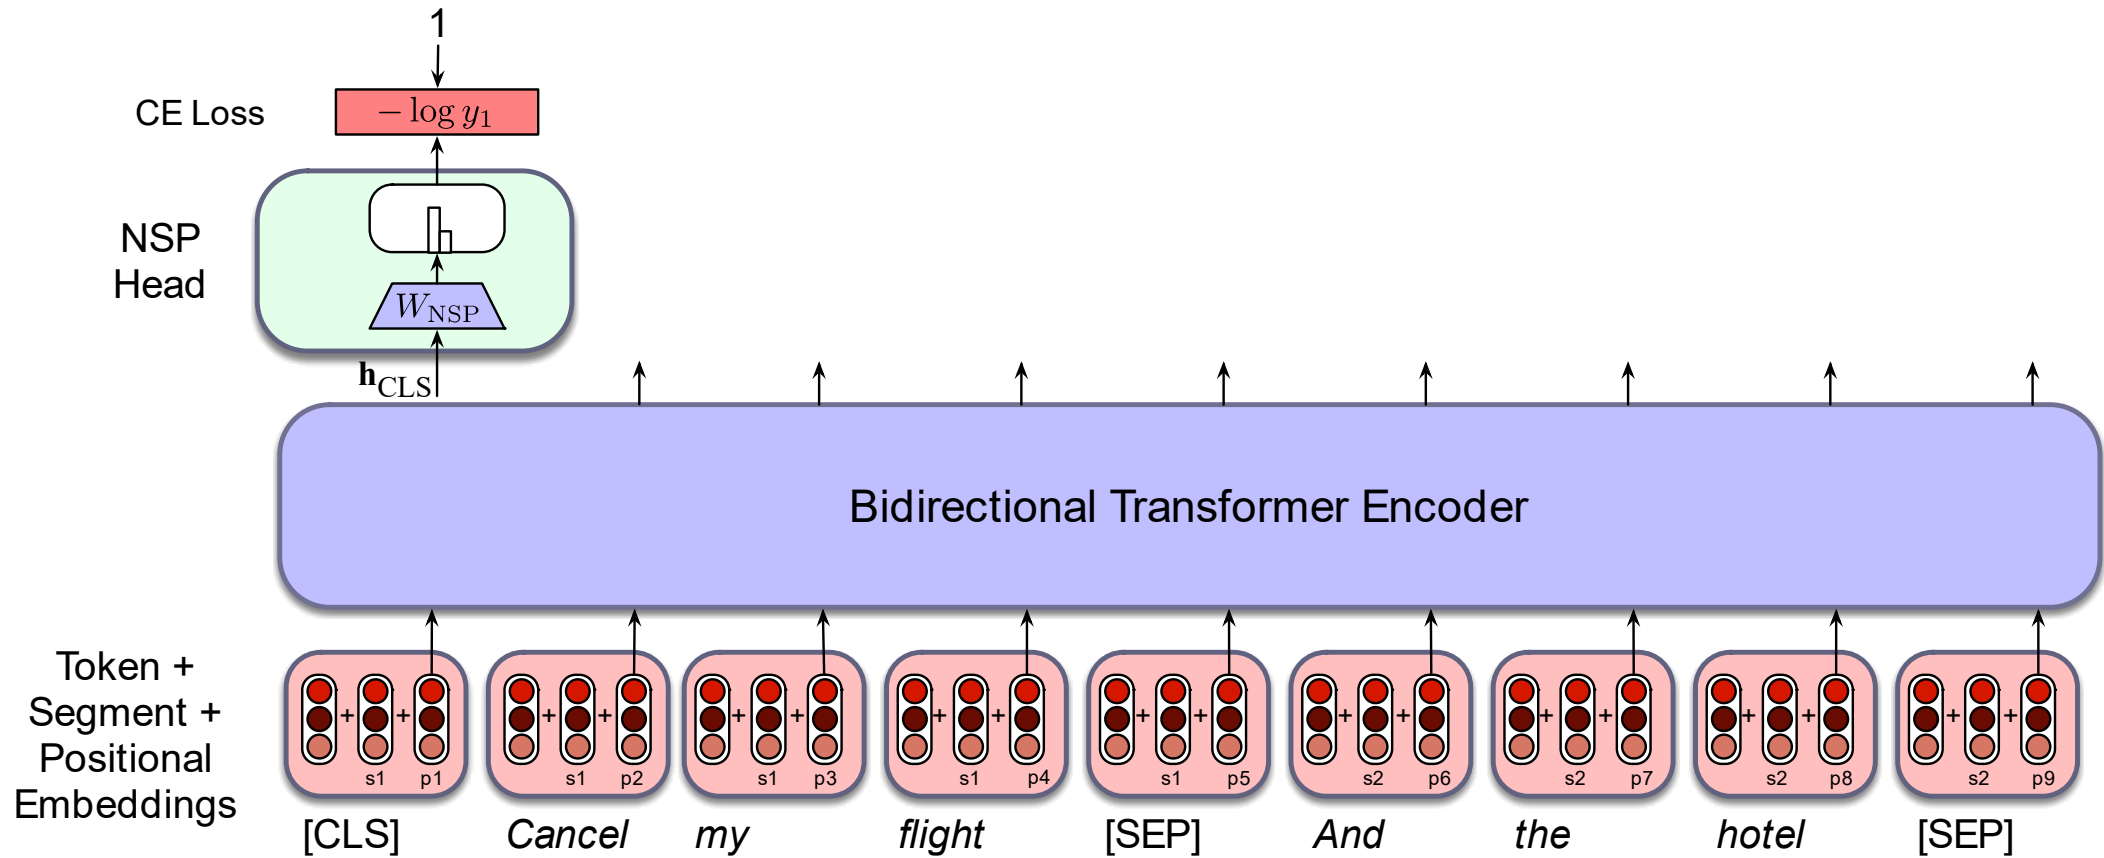 1
CE Loss
− log y₁
NSP
Head
W_NSP
h_CLS
Bidirectional Transformer Encoder
Token +
Segment +
Positional
Embeddings
+ + + + + + + + + + + + + + + + + +
s1 p1 s1 p2 s1 p3 s1 p4 s1 p5 s2 p6 s2 p7 s2 p8 s2 p9
[CLS] Cancel my flight [SEP] And the hotel [SEP]